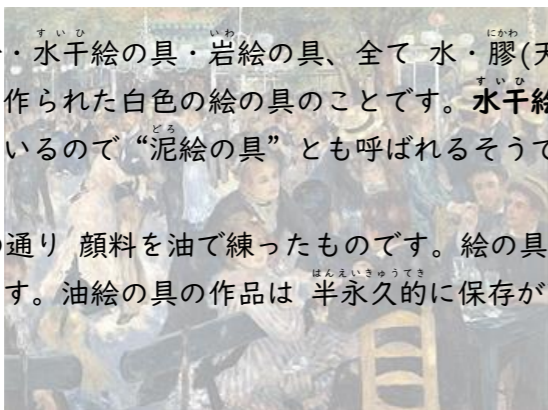 ・水干絵の具・岩絵の具、全て 水・膠(天
作られた白色の絵の具のことです。水干絵
いるので“泥絵の具”とも呼ばれるそうで
通り 顔料を油で練ったものです。絵の具
す。油絵の具の作品は 半永久的に保存が